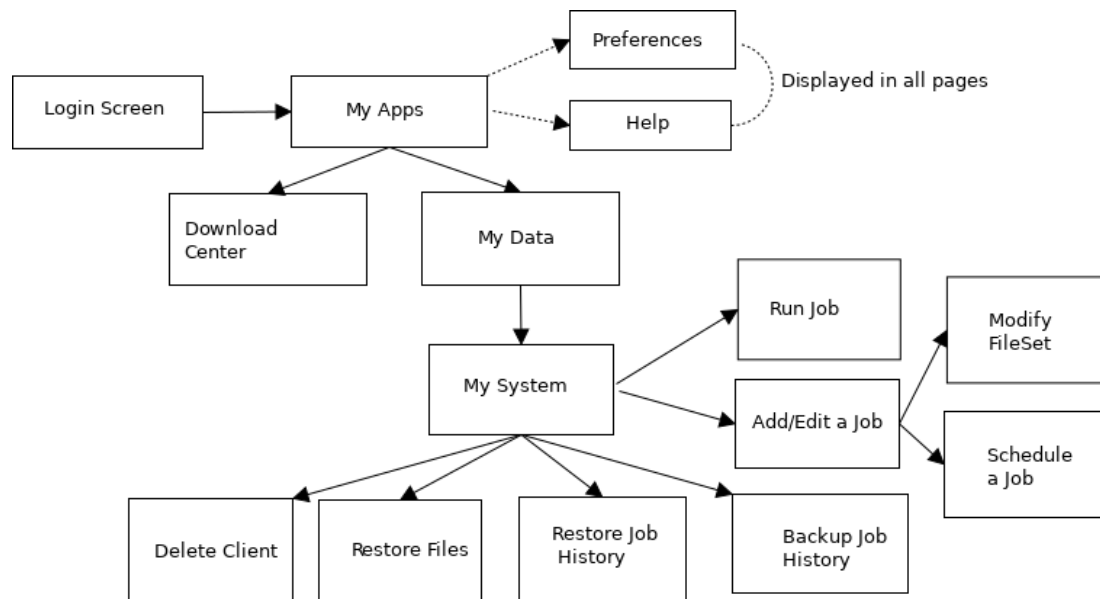 Preferences
Displayed in all pages
Login Screen
My Apps
Help
Download
Center
My Data
Run Job
Modify
FileSet
My System
Add/Edit a Job
Schedule
a Job
Delete Client
Restore Files
Restore Job
History
Backup Job
History